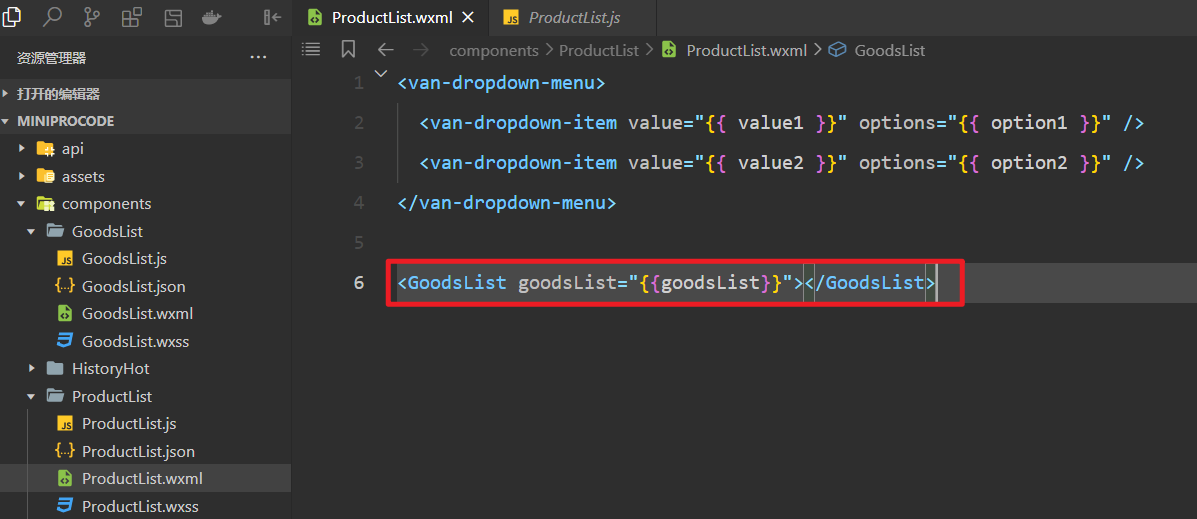 ProductList.wxml
JS ProductList.js
资源管理器
components > ProductList > ProductList.wxml > GoodsList
打开的编辑器
MINIPROCODE
api
assets
components
GoodsList
JS GoodsList.js
{..} GoodsList.json
GoodsList.wxml
GoodsList.wxss
HistoryHot
ProductList
JS ProductList.js
{..} ProductList.json
ProductList.wxml
ProductList.wxss
1 <van-dropdown-menu>
2 <van-dropdown-item value="{{ value1 }}" options="{{ option1 }}" />
3 <van-dropdown-item value="{{ value2 }}" options="{{ option2 }}" />
4 </van-dropdown-menu>
5
6 <GoodsList goodsList="{{goodsList}}"></GoodsList>